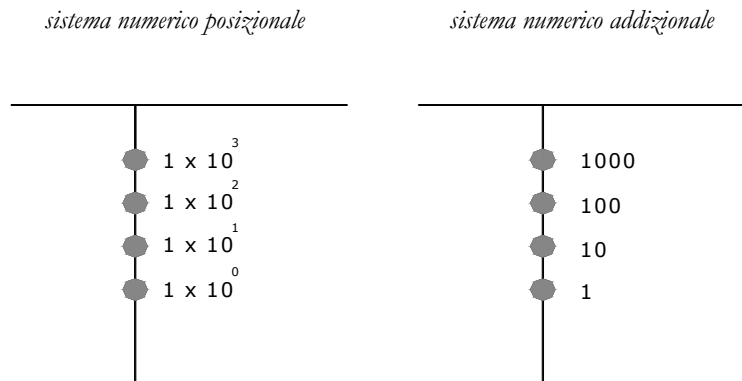 sistema numerico posizionale
1 x 10³
1 x 10²
1 x 10¹
1 x 10⁰
sistema numerico addizionale
1000
100
10
1